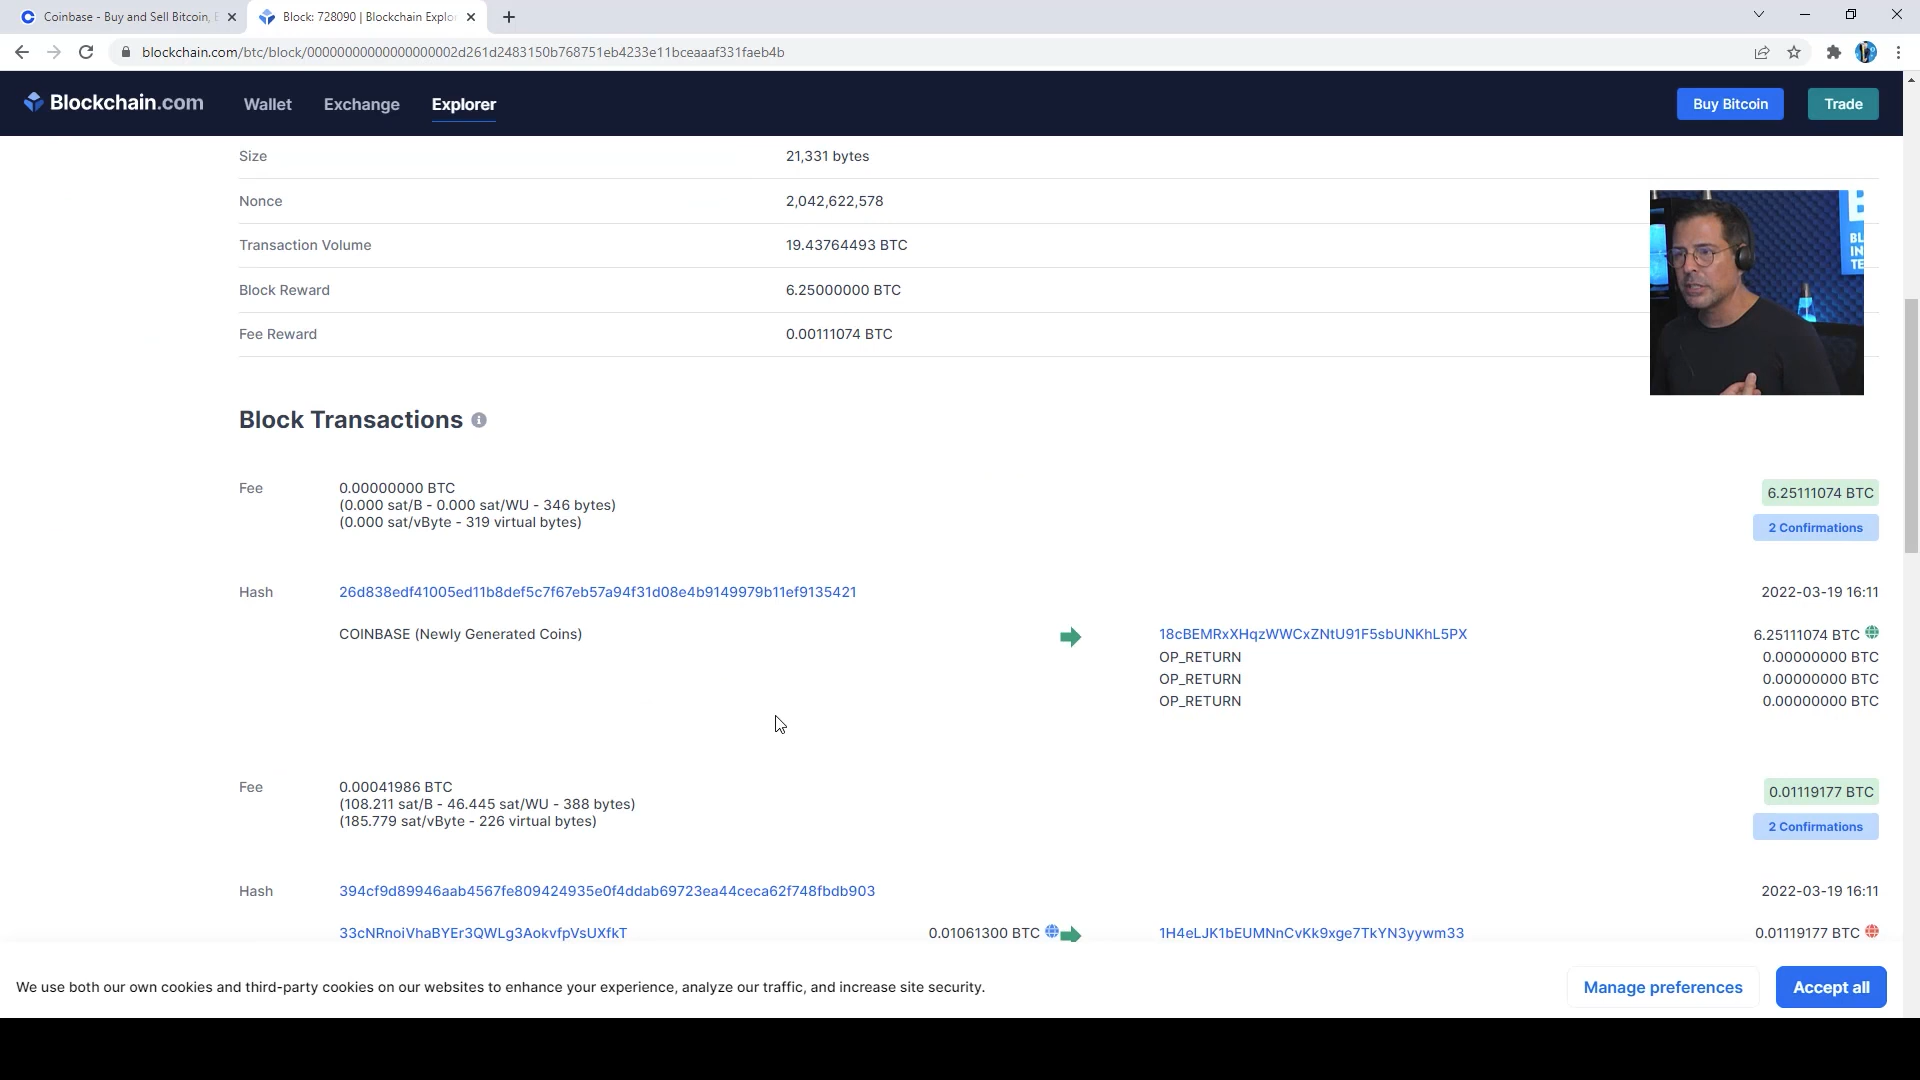 Coinbase - Buy and Sell Bitcoin, E
Block: 728090 | Blockchain Explor
blockchain.com/btc/block/00000000000000000002d261d2483150b768751eb4233e11bceaaaf331faeb4b
Blockchain.com
Wallet
Exchange
Explorer
Buy Bitcoin
Trade
Size 21,331 bytes
Nonce 2,042,622,578
Transaction Volume 19.43764493 BTC
Block Reward 6.25000000 BTC
Fee Reward 0.00111074 BTC
BL
IN
TE
Block Transactions
Fee 0.00000000 BTC 6.25111074 BTC
(0.000 sat/B - 0.000 sat/WU - 346 bytes)
(0.000 sat/vByte - 319 virtual bytes) 2 Confirmations
Hash 26d838edf41005ed11b8def5c7f67eb57a94f31d08e4b9149979b11ef9135421 2022-03-19 16:11
COINBASE (Newly Generated Coins) 18cBEMRxXHqzWWCxZNtU91F5sbUNKhL5PX 6.25111074 BTC
OP_RETURN 0.00000000 BTC
OP_RETURN 0.00000000 BTC
OP_RETURN 0.00000000 BTC
Fee 0.00041986 BTC 0.01119177 BTC
(108.211 sat/B - 46.445 sat/WU - 388 bytes)
(185.779 sat/vByte - 226 virtual bytes) 2 Confirmations
Hash 394cf9d89946aab4567fe809424935e0f4ddab69723ea44ceca62f748fbdb903 2022-03-19 16:11
33cNRnoiVhaBYEr3QWLg3AokvfpVsUXfkT 0.01061300 BTC 1H4eLJK1bEUMNnCvKk9xge7TkYN3yywm33 0.01119177 BTC
We use both our own cookies and third-party cookies on our websites to enhance your experience, analyze our traffic, and increase site security.
Manage preferences
Accept all